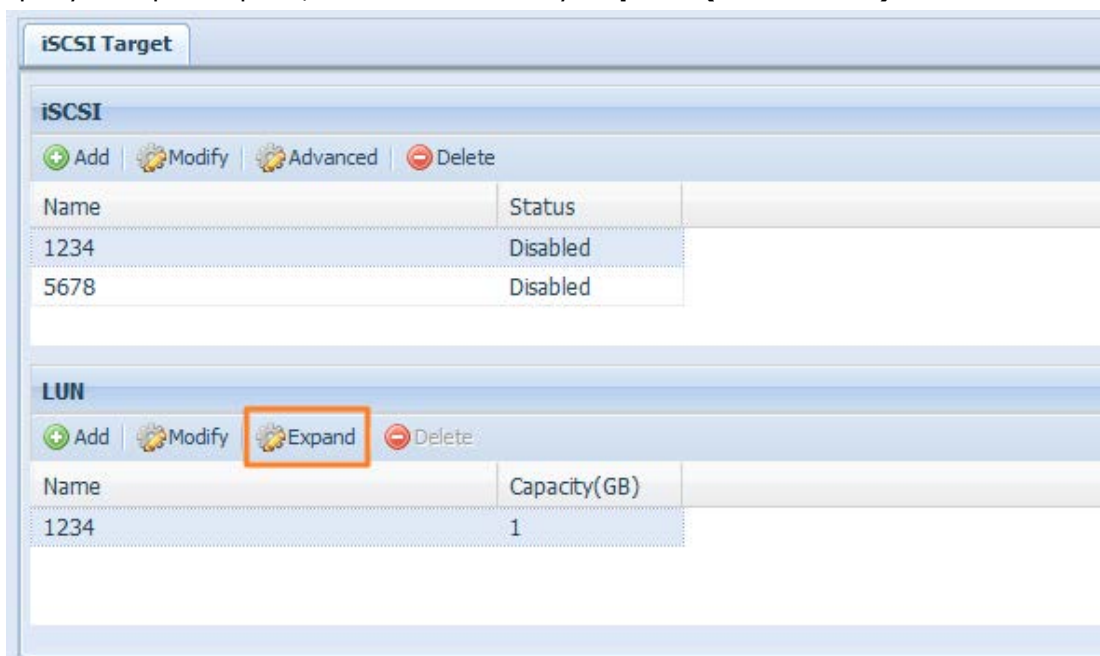 iSCSI Target
iSCSI
Add Modify Advanced Delete
Name Status
1234 Disabled
5678 Disabled
LUN
Add Modify Expand Delete
Name Capacity(GB)
1234 1